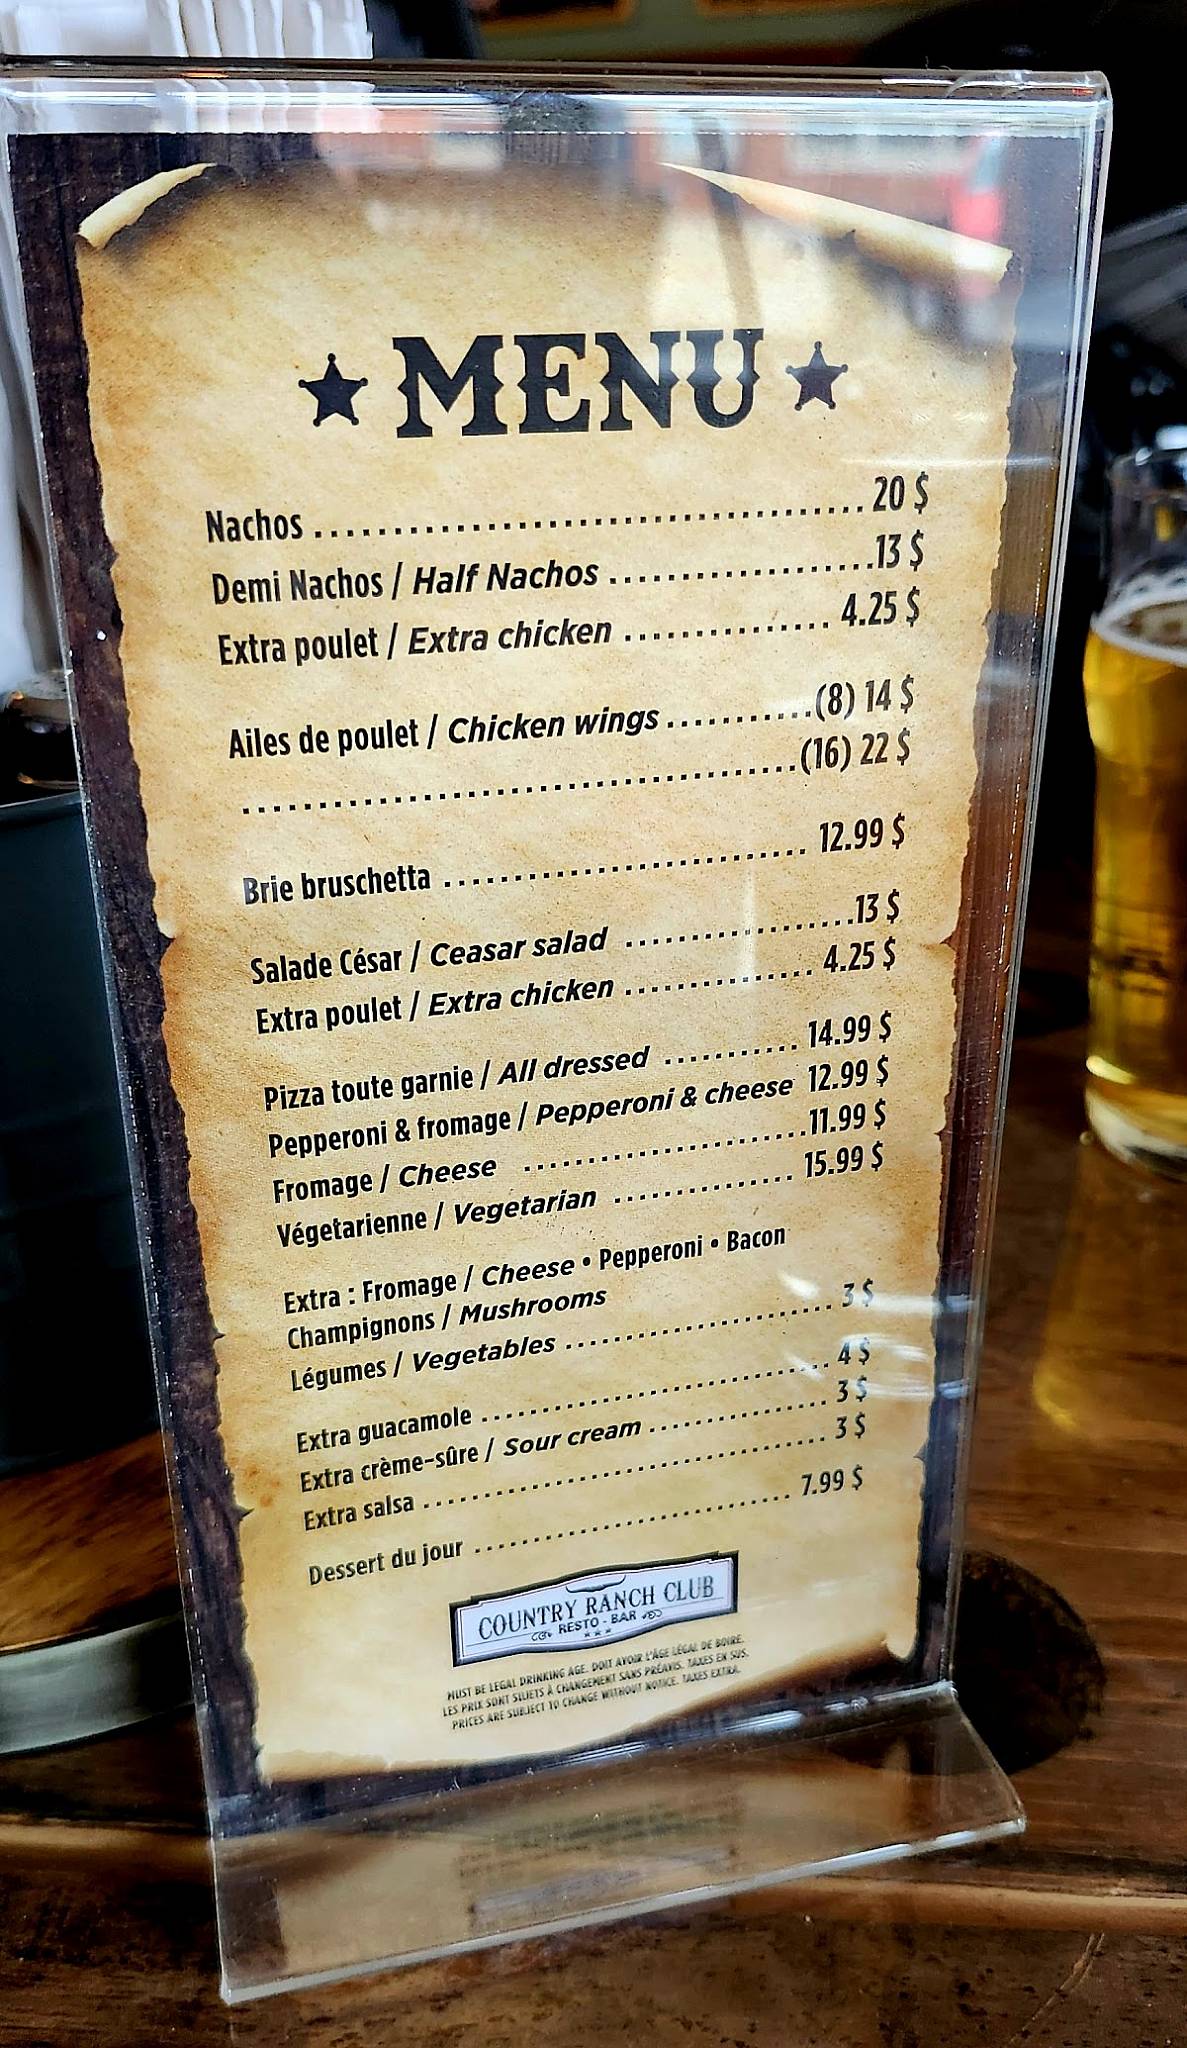 MENU
Nachos ........................................ 20 $
Demi Nachos / Half Nachos ................... 13 $
Extra poulet / Extra chicken ............... 4.25 $
Ailes de poulet / Chicken wings ........... (8) 14 $
...................................... (16) 22 $
Brie bruschetta ............................ 12.99 $
Salade César / Ceasar salad .................. 13 $
Extra poulet / Extra chicken .............. 4.25 $
Pizza toute garnie / All dressed ........... 14.99 $
Pepperoni & fromage / Pepperoni & cheese 12.99 $
Fromage / Cheese ........................ 11.99 $
Végétarienne / Vegetarian ................ 15.99 $
Extra : Fromage / Cheese • Pepperoni • Bacon
Champignons / Mushrooms
Légumes / Vegetables ........................ 3 $
Extra guacamole ................................ 4 $
Extra crème-sûre / Sour cream ................. 3 $
Extra salsa ..................................... 3 $
Dessert du jour .............................. 7.99 $
COUNTRY RANCH CLUB
RESTO - BAR
MUST BE LEGAL DRINKING AGE. DOIT AVOIR L'ÂGE LÉGAL DE BOIRE.
LES PRIX SONT SUJETS À CHANGEMENT SANS PRÉAVIS. TAXES EN SUS.
PRICES ARE SUBJECT TO CHANGE WITHOUT NOTICE. TAXES EXTRA.